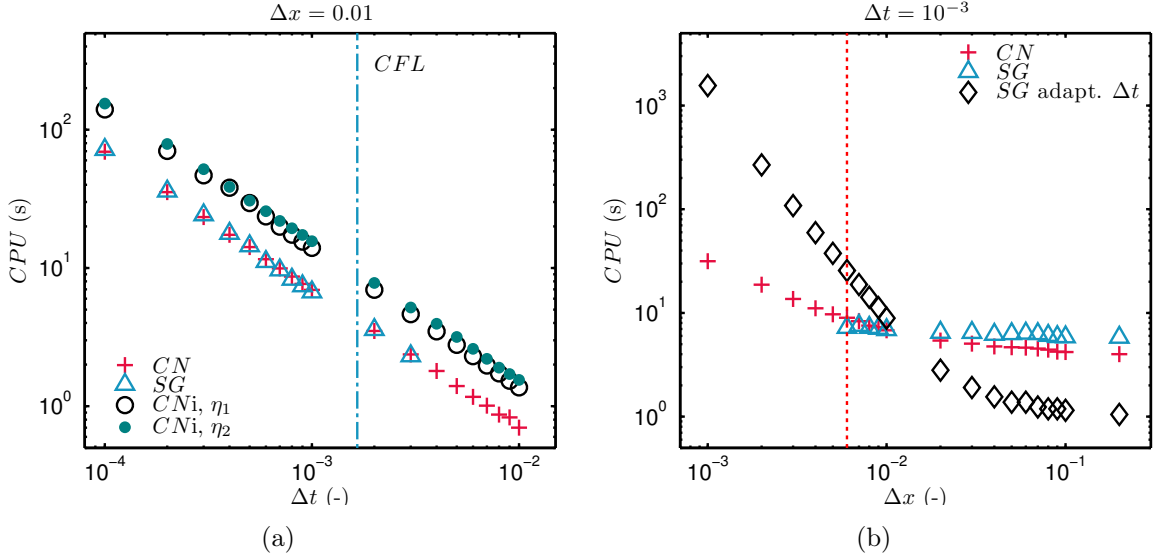 Δx = 0.01
CPU (s)
10^2
10^1
10^0
CFL
CN
SG
CNi, η_1
CNi, η_2
10^{-4}
10^{-3}
10^{-2}
Δt (-)
(a)
Δt = 10^{-3}
CPU (s)
10^3
10^2
10^1
10^0
CN
SG
SG adapt. Δt
10^{-3}
10^{-2}
10^{-1}
Δx (-)
(b)